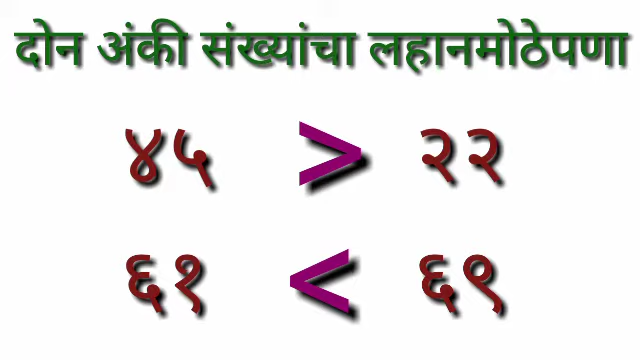 दोन अंकी संख्यांचा लहानमोठेपणा
४५ > २२
६१ < ६९